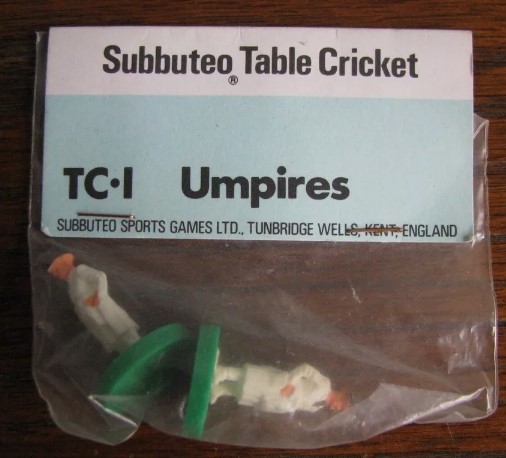 Subbuteo® Table Cricket
TC·1 Umpires
SUBBUTEO SPORTS GAMES LTD., TUNBRIDGE WELLS, KENT, ENGLAND